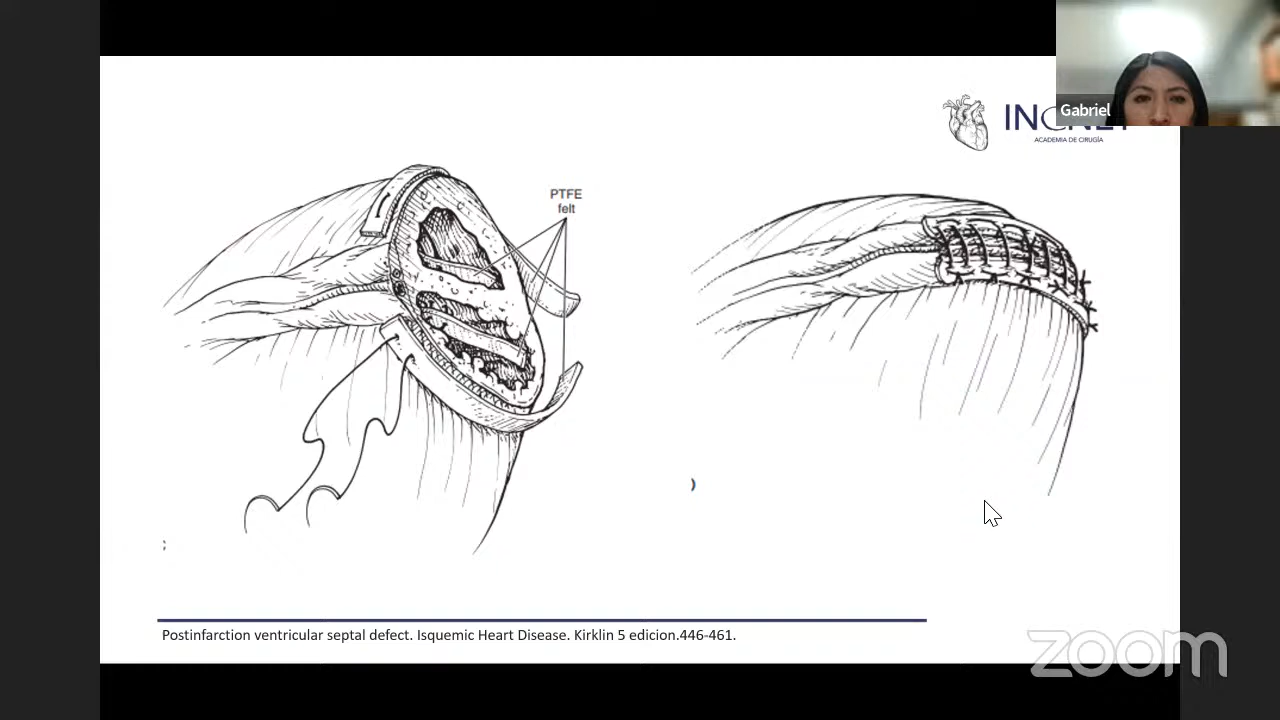 Gabriel
ACADEMIA DE CIRUGÍA
PTFE
felt
Postinfarction ventricular septal defect. Isquemic Heart Disease. Kirklin 5 edicion.446-461.
zoom